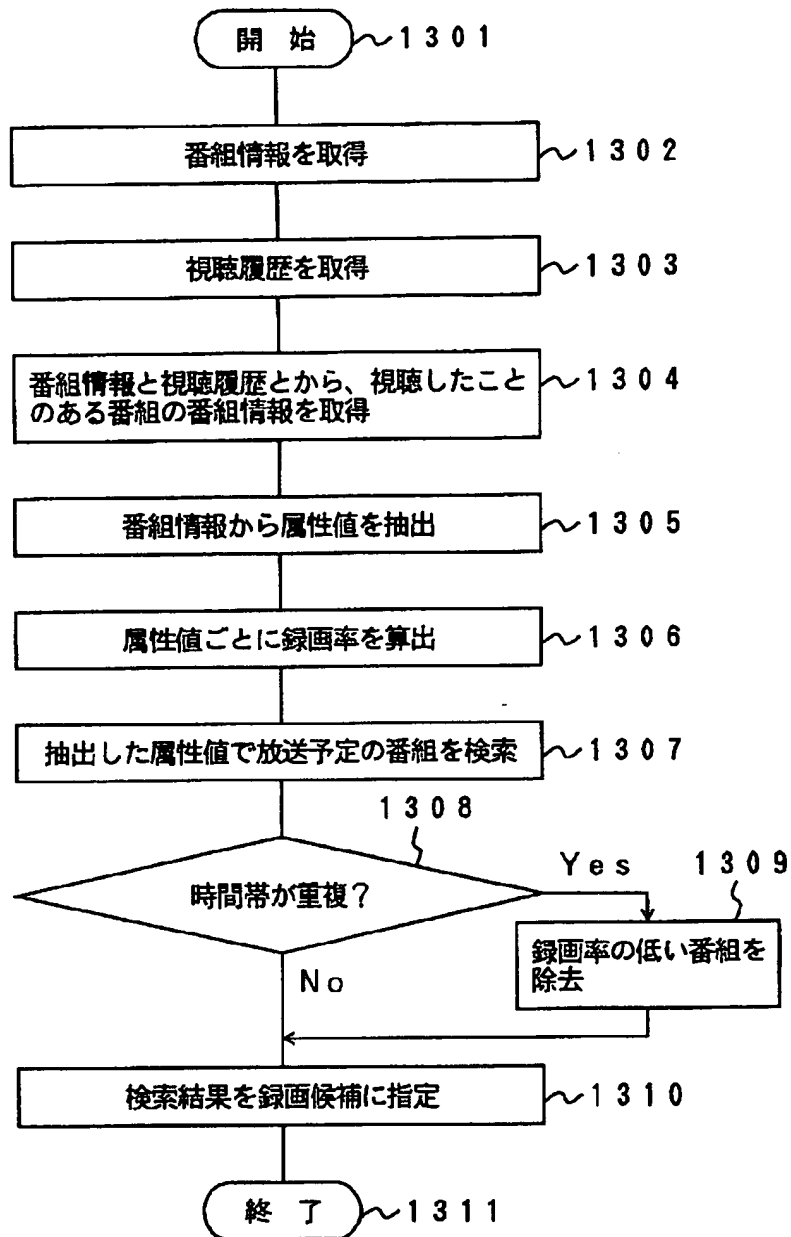 開 始 1301
番組情報を取得 1302
視聴履歴を取得 1303
番組情報と視聴履歴とから、視聴したこと
のある番組の番組情報を取得 1304
番組情報から属性値を抽出 1305
属性値ごとに録画率を算出 1306
抽出した属性値で放送予定の番組を検索 1307
1308
時間帯が重複?
Yes
1309
録画率の低い番組を
除去
No
検索結果を録画候補に指定 1310
終 了 1311